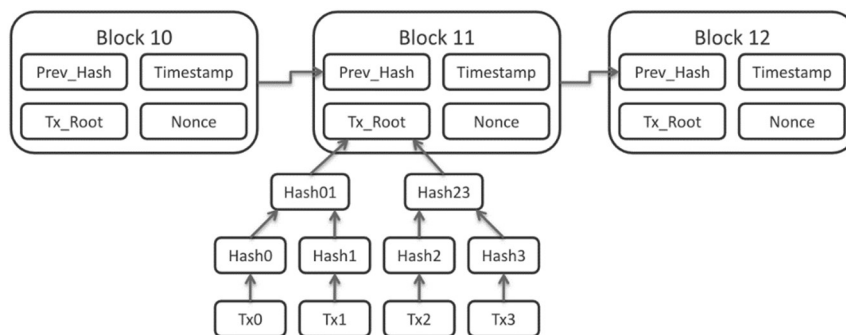 Block 10 Block 11 Block 12
Prev_Hash Timestamp Prev_Hash Timestamp Prev_Hash Timestamp
Tx_Root Nonce Tx_Root Nonce Tx_Root Nonce
Hash01 Hash23
Hash0 Hash1 Hash2 Hash3
Tx0 Tx1 Tx2 Tx3